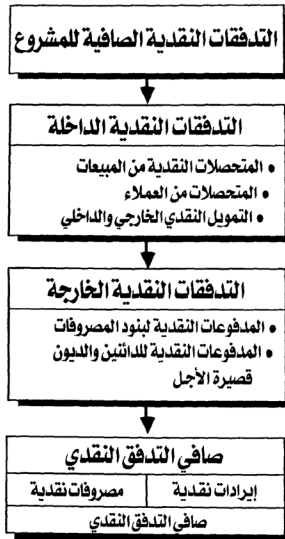 التدفقات النقدية الصافية للمشروع
التدفقات النقدية الداخلة
• المتحصلات النقدية من المبيعات
• المتحصلات من العملاء
• التمويل النقدي الخارجي والداخلي
التدفقات النقدية الخارجة
• المدفوعات النقدية لبنود المصروفات
• المدفوعات النقدية للدائنين والديون
قصيرة الأجل
صافي التدفق النقدي
إيرادات نقدية
مصروفات نقدية
صافي التدفق النقدي